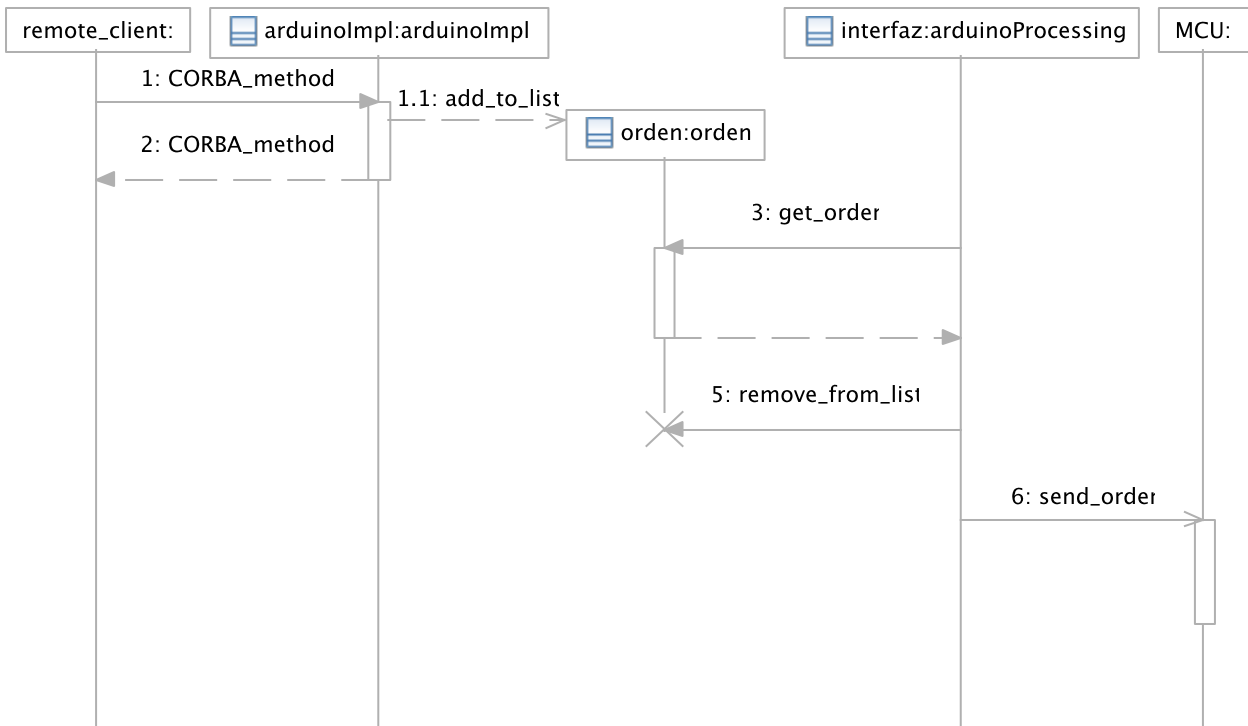 remote_client:
arduinoImpl:arduinoImpl
interfaz:arduinoProcessing
MCU:
1: CORBA_method
1.1: add_to_list
orden:orden
2: CORBA_method
3: get_order
5: remove_from_list
6: send_order